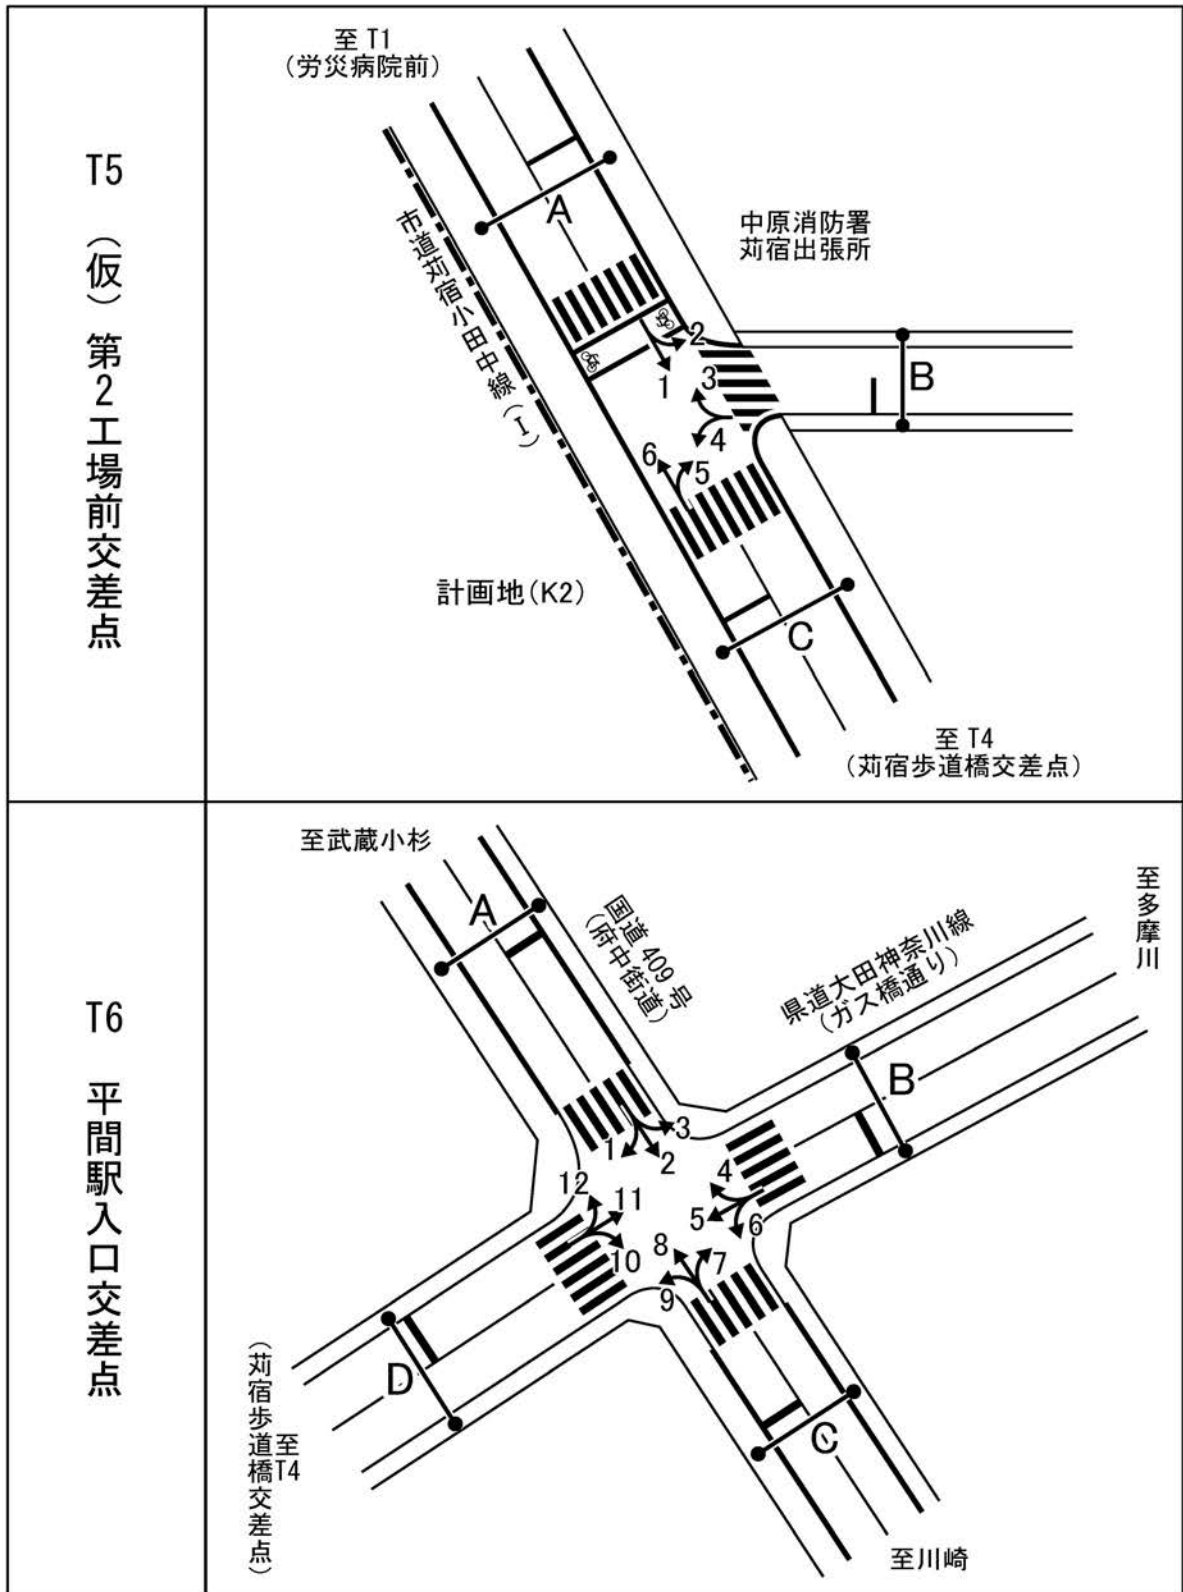 T5 （仮）第2工場前交差点
至 T1
（労災病院前）
A
市道苅宿小田中線（Ⅰ）
中原消防署
苅宿出張所
2
1
3
B
4
6
5
計画地（K2）
C
至 T4
（苅宿歩道橋交差点）
T6 平間駅入口交差点
至武蔵小杉
A
国道 409 号
（府中街道）
県道大田神奈川線
（ガス橋通り）
至多摩川
B
1
2
3
4
5
6
12
11
10
8
7
9
D
至T4
（苅宿歩道橋交差点）
C
至川崎